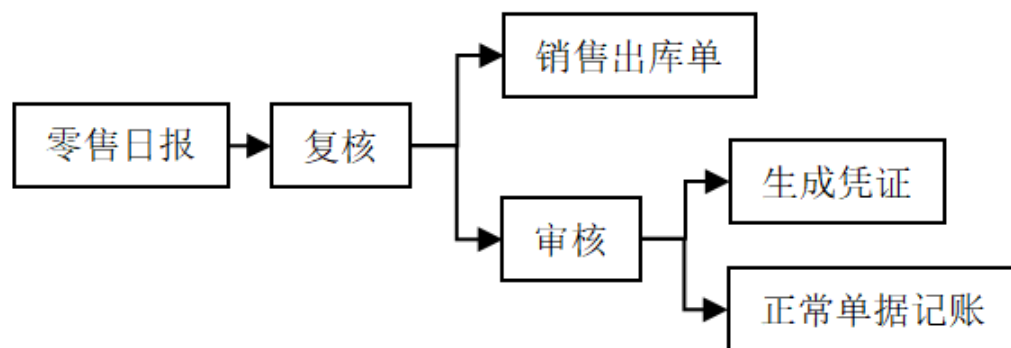 零售日报
复核
销售出库单
审核
生成凭证
正常单据记账